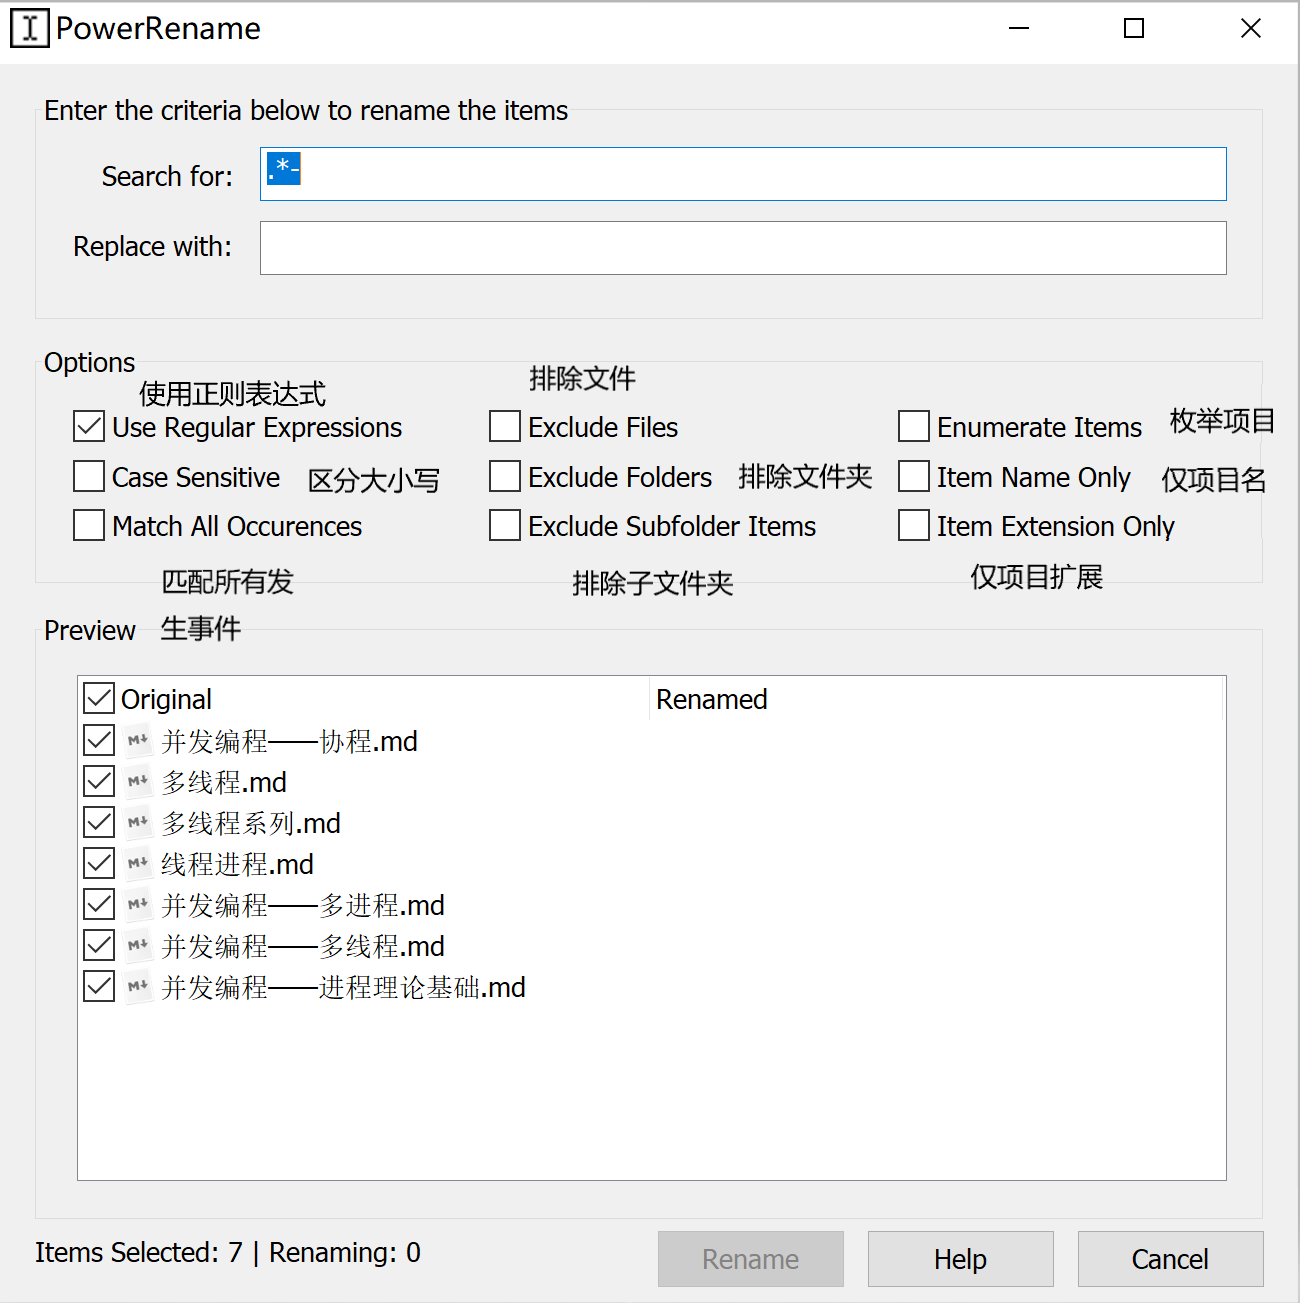 PowerRename
Enter the criteria below to rename the items
Search for: .*-
Replace with:
Options
使用正则表达式
排除文件
Use Regular Expressions
Exclude Files
Enumerate Items 枚举项目
Case Sensitive 区分大小写
Exclude Folders 排除文件夹
Item Name Only 仅项目名
Match All Occurences
Exclude Subfolder Items
Item Extension Only
匹配所有发
生事件
排除子文件夹
仅项目扩展
Preview
Original Renamed
并发编程——协程.md
多线程.md
多线程系列.md
线程进程.md
并发编程——多进程.md
并发编程——多线程.md
并发编程——进程理论基础.md
Items Selected: 7 | Renaming: 0
Rename
Help
Cancel